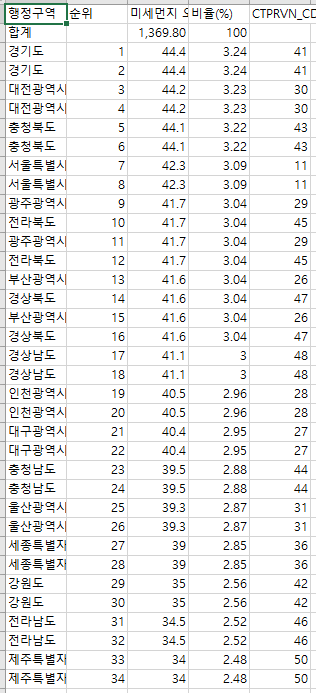 행정구역 순위 미세먼지 비율(%) CTPRVN_CD
합계 1,369.80 100
경기도 1 44.4 3.24 41
경기도 2 44.4 3.24 41
대전광역시 3 44.2 3.23 30
대전광역시 4 44.2 3.23 30
충청북도 5 44.1 3.22 43
충청북도 6 44.1 3.22 43
서울특별시 7 42.3 3.09 11
서울특별시 8 42.3 3.09 11
광주광역시 9 41.7 3.04 29
전라북도 10 41.7 3.04 45
광주광역시 11 41.7 3.04 29
전라북도 12 41.7 3.04 45
부산광역시 13 41.6 3.04 26
경상북도 14 41.6 3.04 47
부산광역시 15 41.6 3.04 26
경상북도 16 41.6 3.04 47
경상남도 17 41.1 3 48
경상남도 18 41.1 3 48
인천광역시 19 40.5 2.96 28
인천광역시 20 40.5 2.96 28
대구광역시 21 40.4 2.95 27
대구광역시 22 40.4 2.95 27
충청남도 23 39.5 2.88 44
충청남도 24 39.5 2.88 44
울산광역시 25 39.3 2.87 31
울산광역시 26 39.3 2.87 31
세종특별자 27 39 2.85 36
세종특별자 28 39 2.85 36
강원도 29 35 2.56 42
강원도 30 35 2.56 42
전라남도 31 34.5 2.52 46
전라남도 32 34.5 2.52 46
제주특별자 33 34 2.48 50
제주특별자 34 34 2.48 50